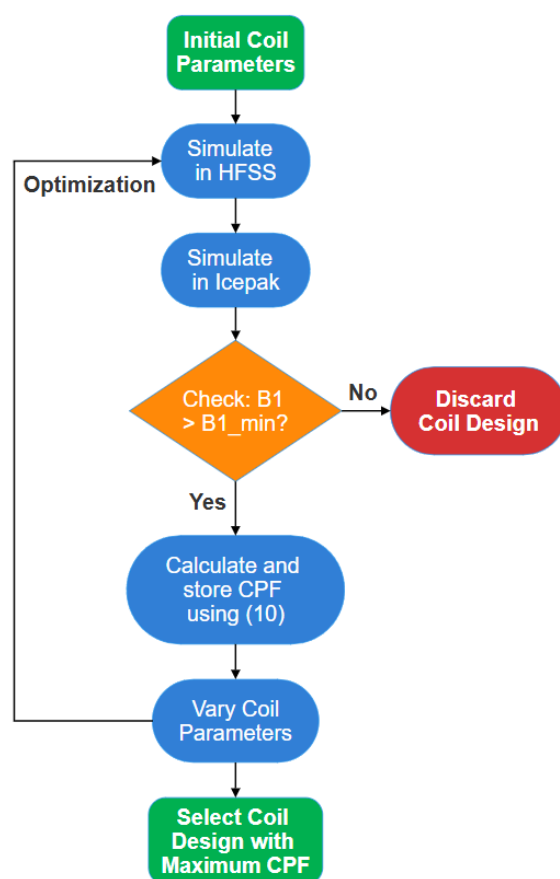 Initial Coil
Parameters
Simulate
in HFSS
Optimization
Simulate
in Icepak
Check: B1
> B1_min?
No
Discard
Coil Design
Yes
Calculate and
store CPF
using (10)
Vary Coil
Parameters
Select Coil
Design with
Maximum CPF